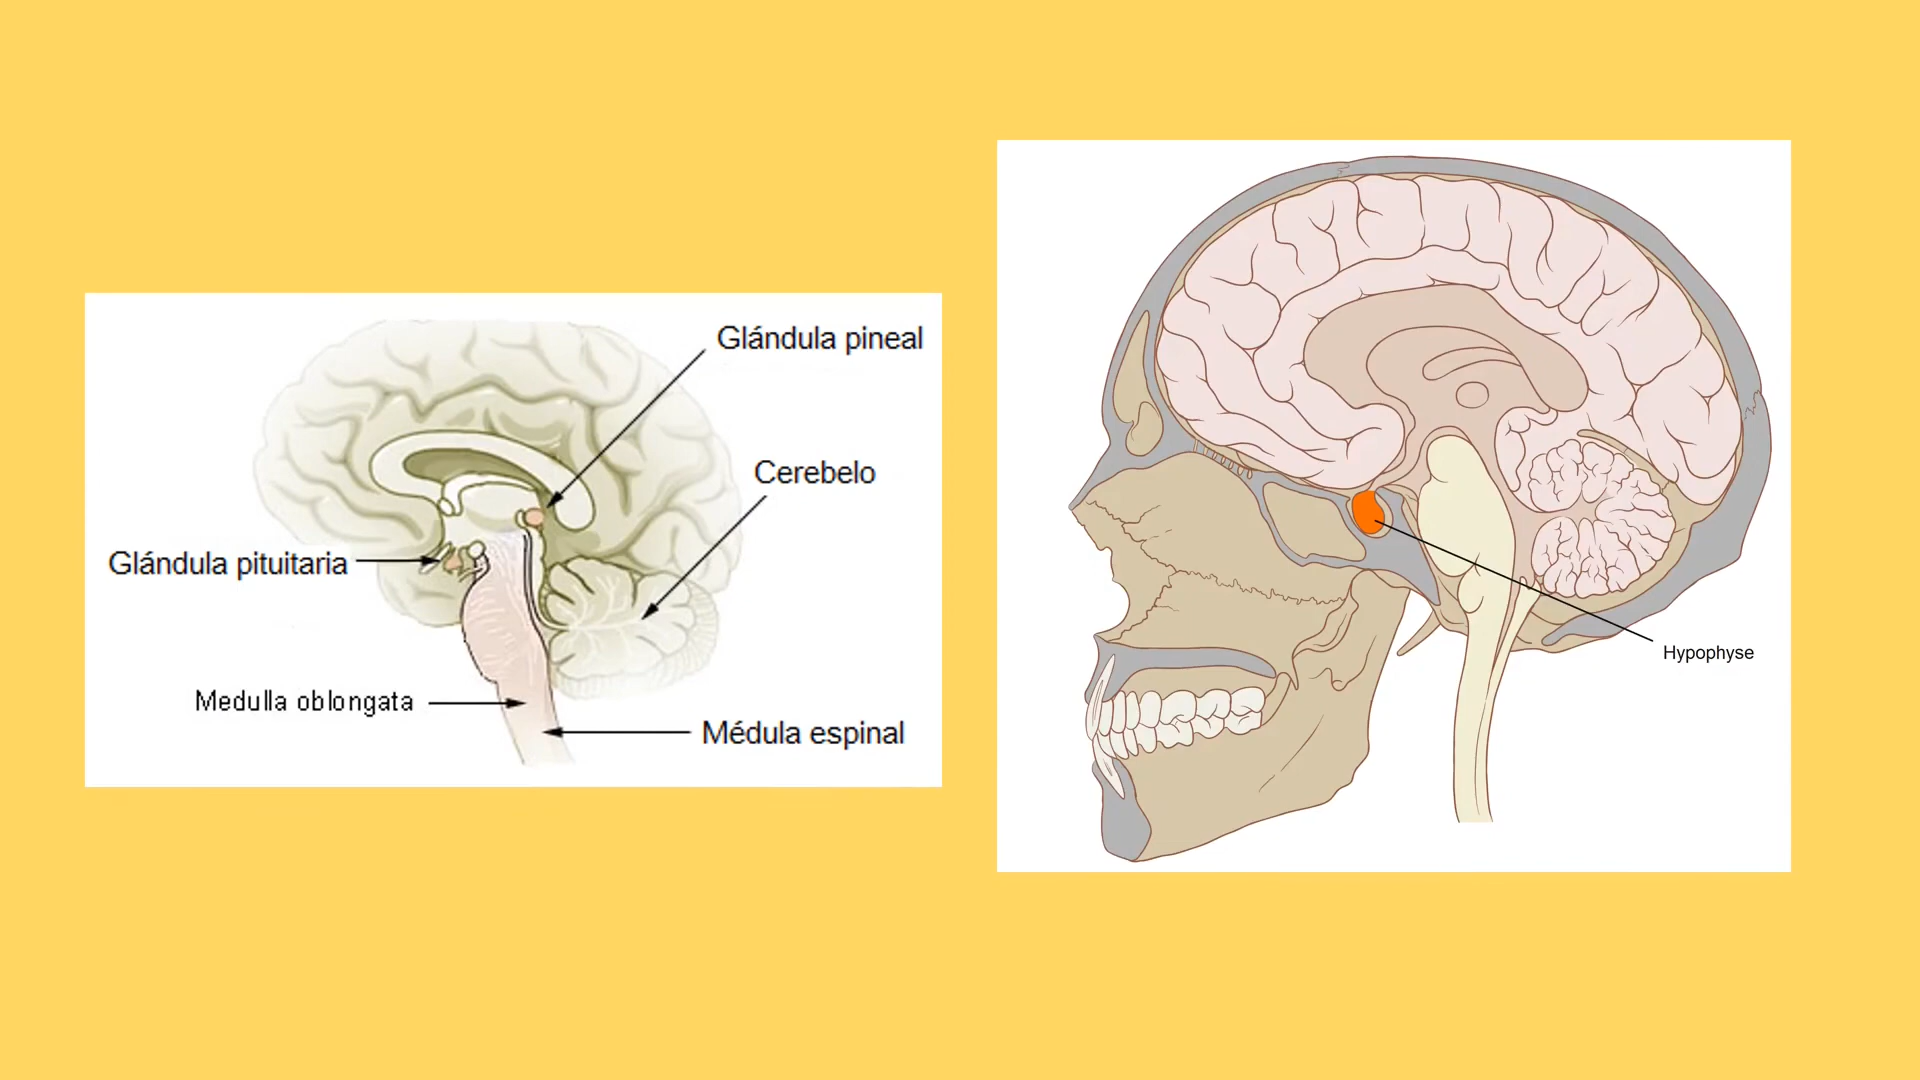 Glándula pineal
Cerebelo
Glándula pituitaria
Medulla oblongata
Médula espinal
Hypophyse